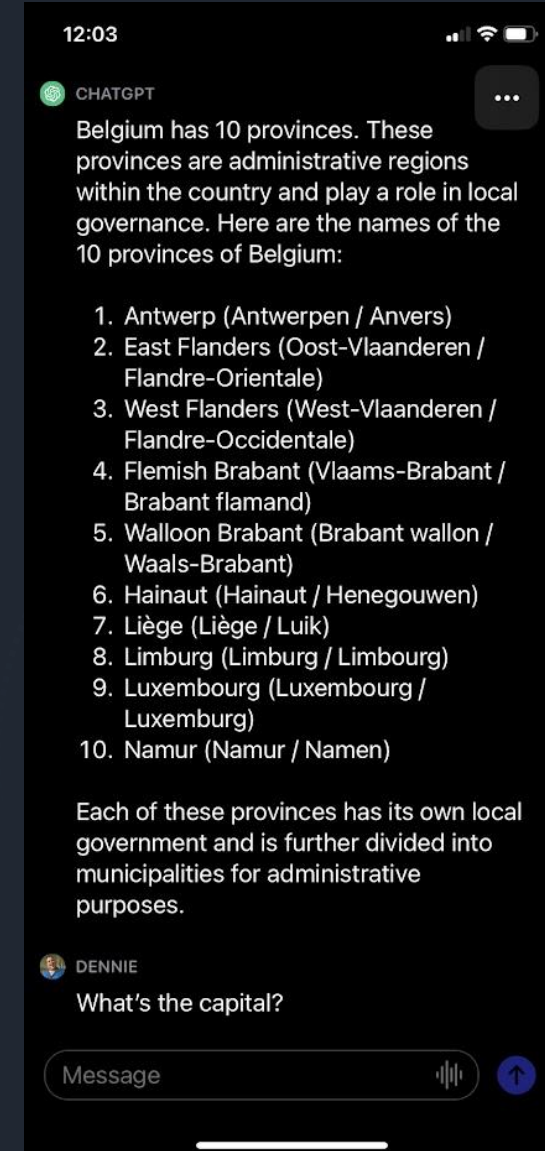 12:03
CHATGPT
Belgium has 10 provinces. These
provinces are administrative regions
within the country and play a role in local
governance. Here are the names of the
10 provinces of Belgium:
1. Antwerp (Antwerpen / Anvers)
2. East Flanders (Oost-Vlaanderen /
Flandre-Orientale)
3. West Flanders (West-Vlaanderen /
Flandre-Occidentale)
4. Flemish Brabant (Vlaams-Brabant /
Brabant flamand)
5. Walloon Brabant (Brabant wallon /
Waals-Brabant)
6. Hainaut (Hainaut / Henegouwen)
7. Liège (Liège / Luik)
8. Limburg (Limburg / Limbourg)
9. Luxembourg (Luxembourg /
Luxemburg)
10. Namur (Namur / Namen)
Each of these provinces has its own local
government and is further divided into
municipalities for administrative
purposes.
DENNIE
What's the capital?
Message